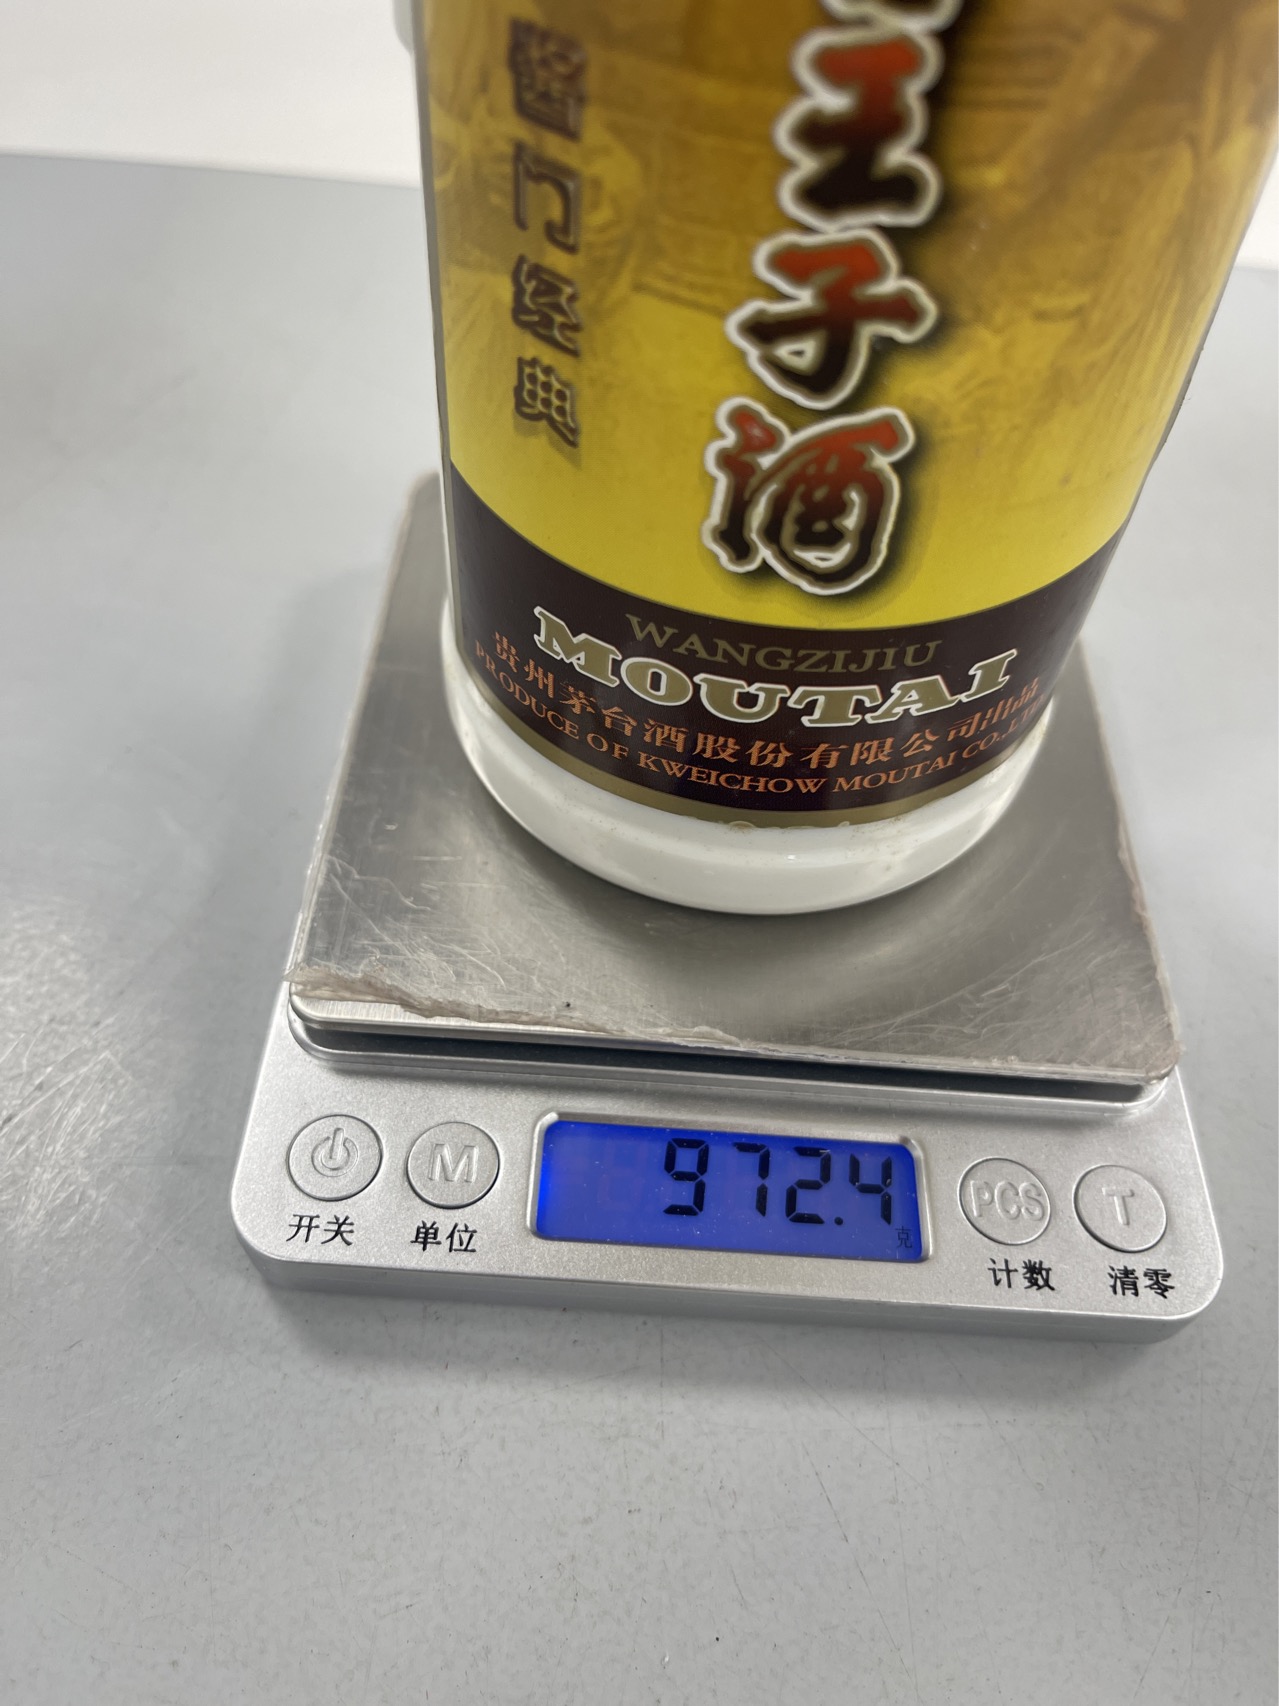 酱门经典
王子酒
WANGZIJIU
MOUTAI
贵州茅台酒股份有限公司出品
PRODUCE OF KWEICHOW MOUTAI CO.,LTD
972.4
克
M
PCS
T
开关
单位
计数
清零